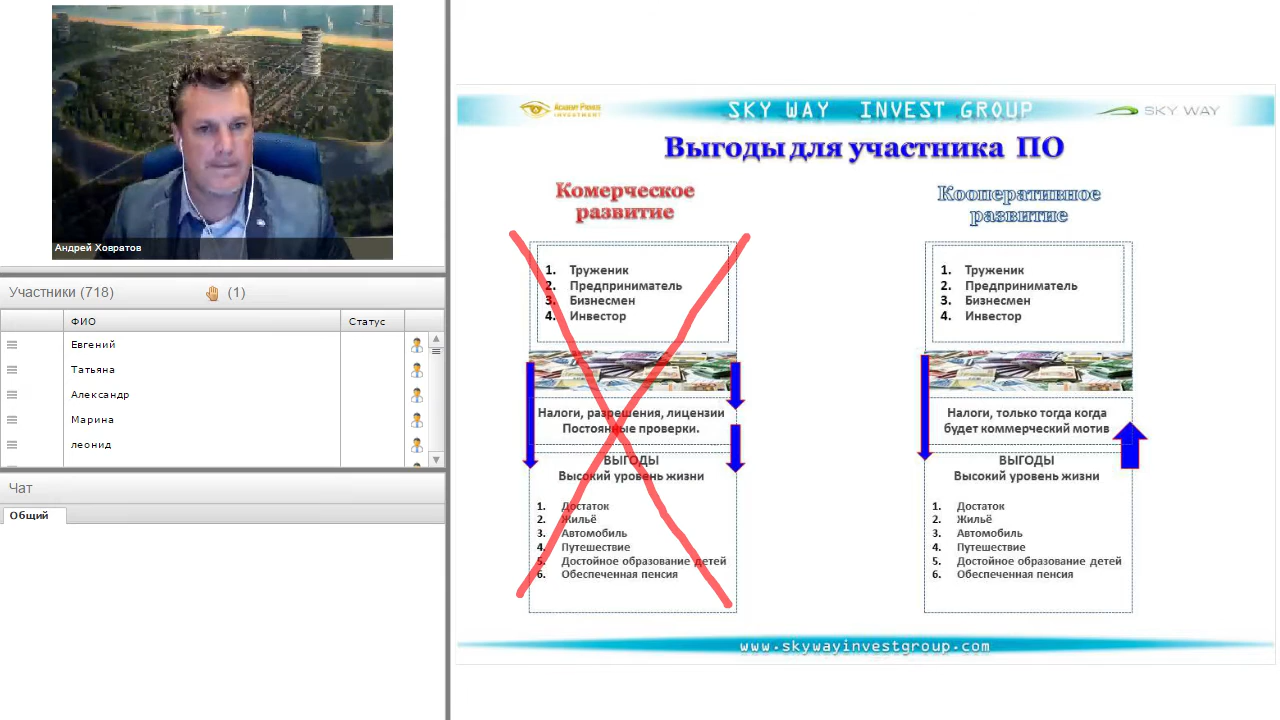 Андрей Ховратов
Участники (718)
(1)
ФИО
Статус
Евгений
Татьяна
Александр
Марина
леонид
Чат
Общий
ACADEMY PRIVATE
INVESTMENT
SKY WAY INVEST GROUP
SKY WAY
Выгоды для участника ПО
Комерческое
развитие
1. Труженик
2. Предприниматель
3. Бизнесмен
4. Инвестор
Налоги, разрешения, лицензии
Постоянные проверки.
ВЫГОДЫ
Высокий уровень жизни
1. Достаток
2. Жильё
3. Автомобиль
4. Путешествие
5. Достойное образование детей
6. Обеспеченная пенсия
Кооперативное
развитие
1. Труженик
2. Предприниматель
3. Бизнесмен
4. Инвестор
Налоги, только тогда когда
будет коммерческий мотив
ВЫГОДЫ
Высокий уровень жизни
1. Достаток
2. Жильё
3. Автомобиль
4. Путешествие
5. Достойное образование детей
6. Обеспеченная пенсия
www.skywayinvestgroup.com